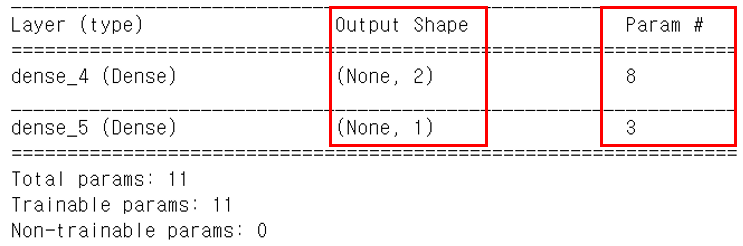 Layer (type) Output Shape Param #
dense_4 (Dense) (None, 2) 8
dense_5 (Dense) (None, 1) 3
Total params: 11
Trainable params: 11
Non-trainable params: 0